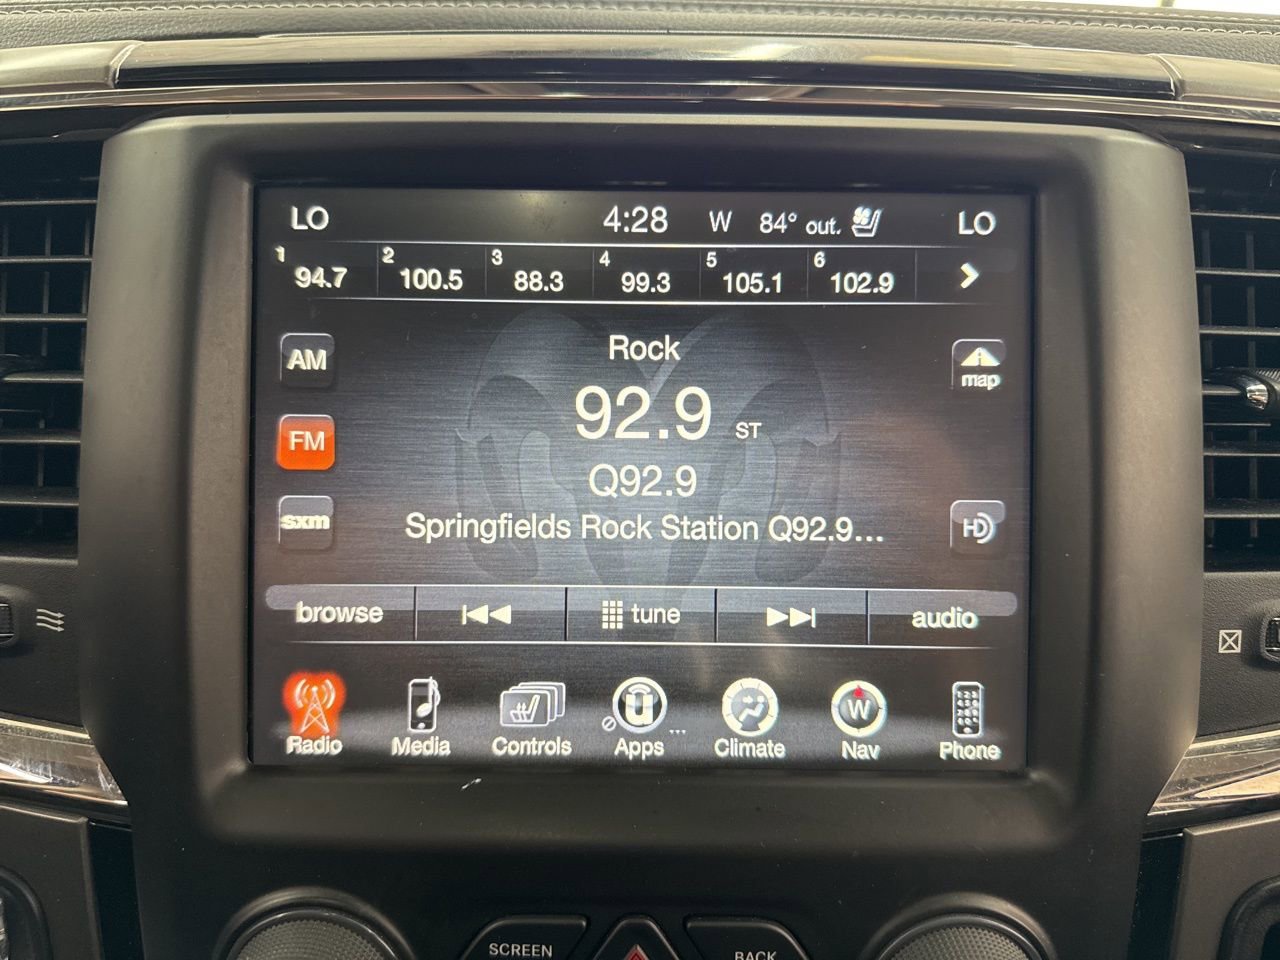 LO 4:28 W 84° out. LO
1 94.7 2 100.5 3 88.3 4 99.3 5 105.1 6 102.9
Rock
AM
map
92.9 ST
FM
Q92.9
sxm
Springfields Rock Station Q92.9...
HD
browse tune audio
Radio Media Controls Apps ... Climate W Nav Phone
SCREEN BACK